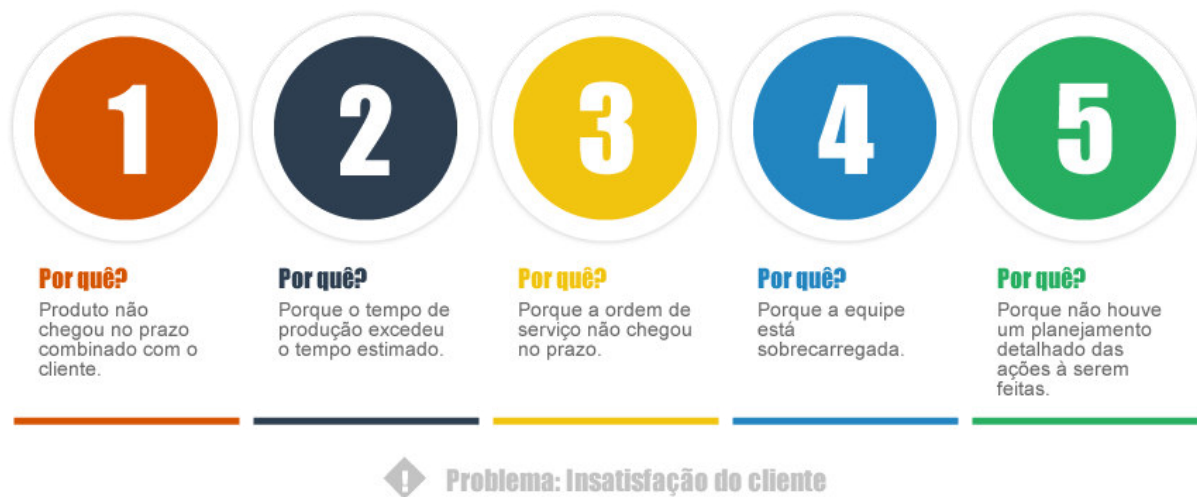 1
2
3
4
5
Por quê?
Produto não
chegou no prazo
combinado com o
cliente.
Por quê?
Porque o tempo de
produção excedeu
o tempo estimado.
Por quê?
Porque a ordem de
serviço não chegou
no prazo.
Por quê?
Porque a equipe
está
sobrecarregada.
Por quê?
Porque não houve
um planejamento
detalhado das
ações à serem
feitas.
! Problema: Insatisfação do cliente